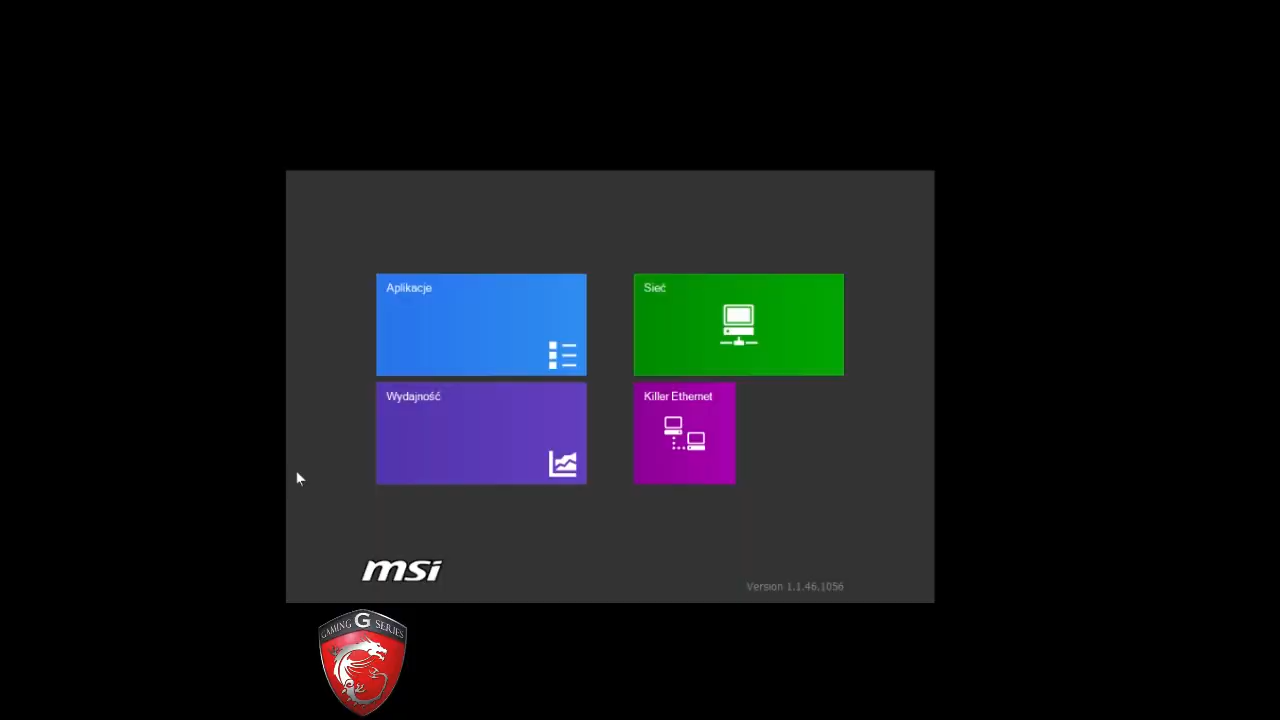 Aplikacje
Sieć
Wydajność
Killer Ethernet
msi
Version 1.1.46.1056
GAMING G SERIES